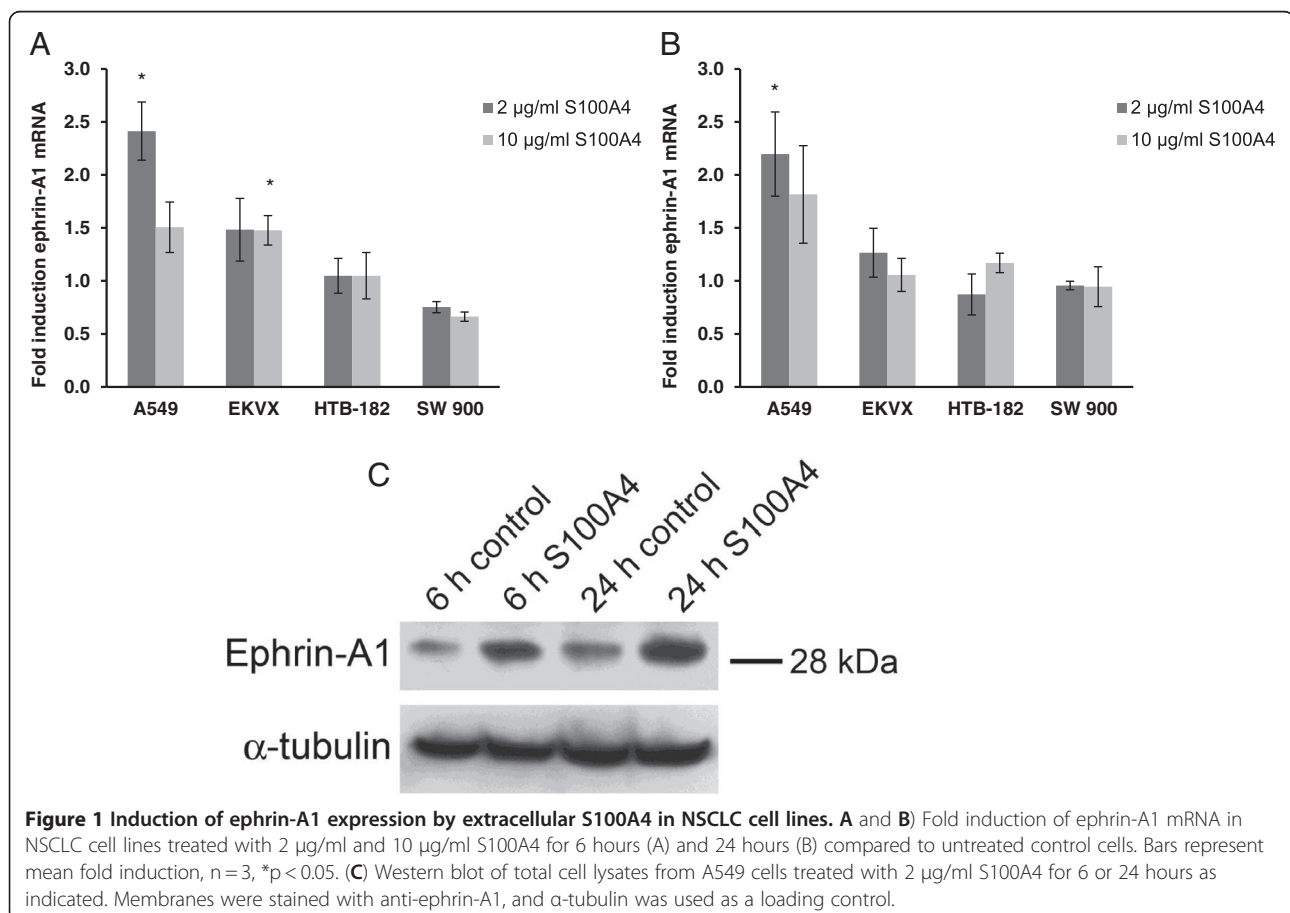 A
3.0
2.5
2.0
1.5
1.0
0.5
0.0
Fold induction ephrin-A1 mRNA
*
*
2 µg/ml S100A4
10 µg/ml S100A4
A549 EKVX HTB-182 SW 900
B
3.0
2.5
2.0
1.5
1.0
0.5
0.0
Fold induction ephrin-A1 mRNA
*
2 µg/ml S100A4
10 µg/ml S100A4
A549 EKVX HTB-182 SW 900
C
6 h control
6 h S100A4
24 h control
24 h S100A4
Ephrin-A1
28 kDa
α-tubulin
Figure 1 Induction of ephrin-A1 expression by extracellular S100A4 in NSCLC cell lines. A and B) Fold induction of ephrin-A1 mRNA in
NSCLC cell lines treated with 2 µg/ml and 10 µg/ml S100A4 for 6 hours (A) and 24 hours (B) compared to untreated control cells. Bars represent
mean fold induction, n = 3, *p < 0.05. (C) Western blot of total cell lysates from A549 cells treated with 2 µg/ml S100A4 for 6 or 24 hours as
indicated. Membranes were stained with anti-ephrin-A1, and α-tubulin was used as a loading control.